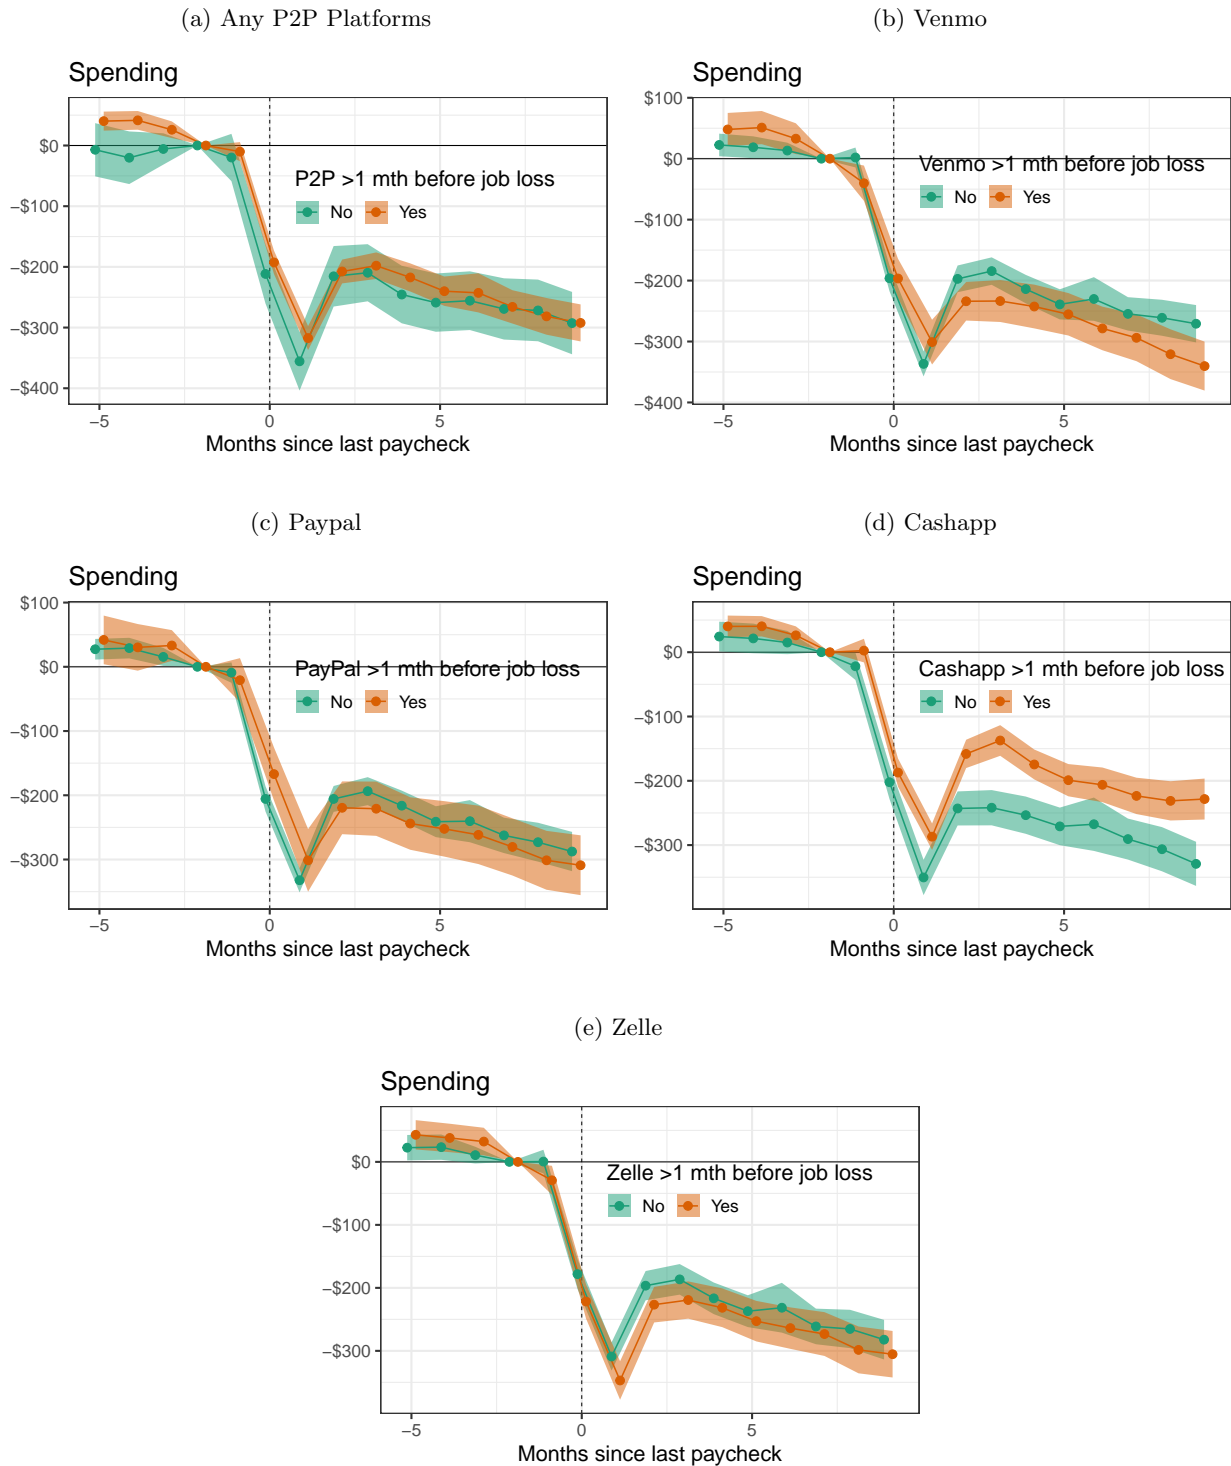 (a) Any P2P Platforms
Spending
$0
−$100
−$200
−$300
−$400
P2P >1 mth before job loss
No Yes
−5 0 5
Months since last paycheck
(b) Venmo
Spending
$100
$0
−$100
−$200
−$300
−$400
Venmo >1 mth before job loss
No Yes
−5 0 5
Months since last paycheck
(c) Paypal
Spending
$100
$0
−$100
−$200
−$300
PayPal >1 mth before job loss
No Yes
−5 0 5
Months since last paycheck
(d) Cashapp
Spending
$0
−$100
−$200
−$300
Cashapp >1 mth before job loss
No Yes
−5 0 5
Months since last paycheck
(e) Zelle
Spending
$0
−$100
−$200
−$300
Zelle >1 mth before job loss
No Yes
−5 0 5
Months since last paycheck